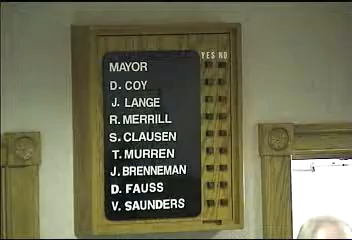 YES NO
MAYOR
D. COY
J. LANGE
R. MERRILL
S. CLAUSEN
T. MURREN
J. BRENNEMAN
D. FAUSS
V. SAUNDERS